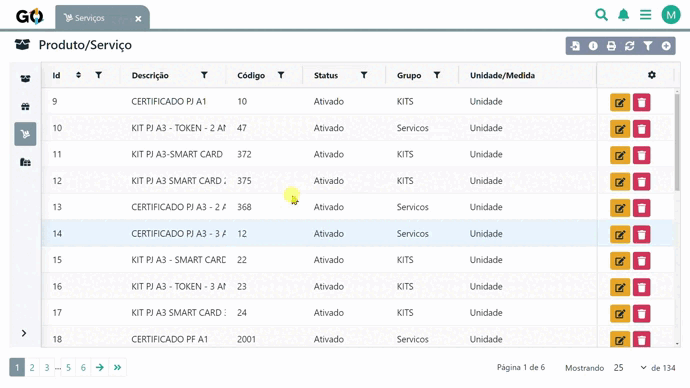 GO Serviços × M
Produto/Serviço
Id Descrição Código Status Grupo Unidade/Medida
9 CERTIFICADO PJ A1 10 Ativado KITS Unidade
10 KIT PJ A3 - TOKEN - 2 AN 47 Ativado Servicos Unidade
11 KIT PJ A3-SMART CARD 372 Ativado KITS Unidade
12 KIT PJ A3 SMART CARD 2 375 Ativado KITS Unidade
13 CERTIFICADO PJ A3 - 2 A 368 Ativado Servicos Unidade
14 CERTIFICADO PJ A3 - 3 A 12 Ativado Servicos Unidade
15 KIT PJ A3 - SMART CARD 22 Ativado KITS Unidade
16 KIT PJ A3 - TOKEN - 3 AN 23 Ativado KITS Unidade
17 KIT PJ A3 SMART CARD 3 24 Ativado KITS Unidade
18 CERTIFICADO PF A1 2001 Ativado Servicos Unidade
1 2 3 ... 5 6 Página 1 de 6 Mostrando 25 de 134